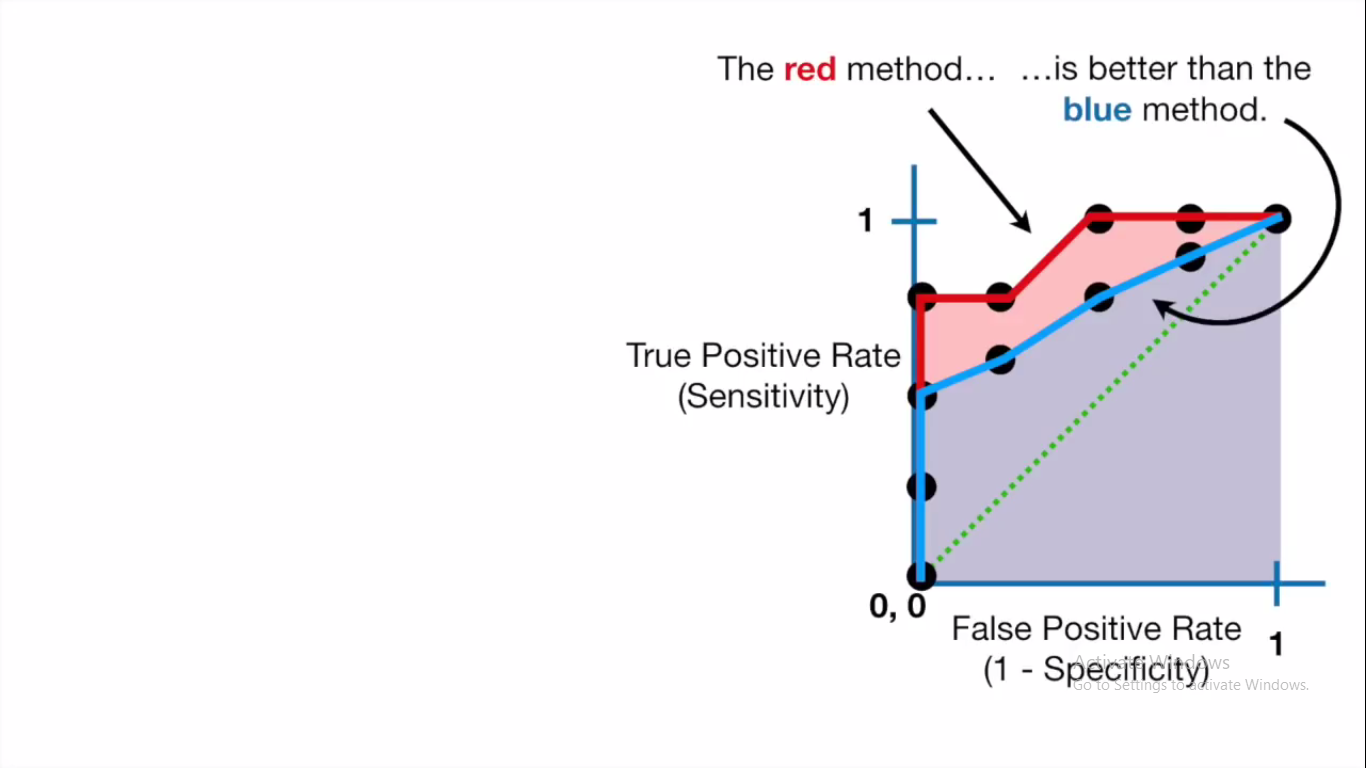 The red method…
…is better than the
blue method.
1
True Positive Rate
(Sensitivity)
0, 0
False Positive Rate
1
(1 - Specificity)
Activate Windows
Go to Settings to activate Windows.